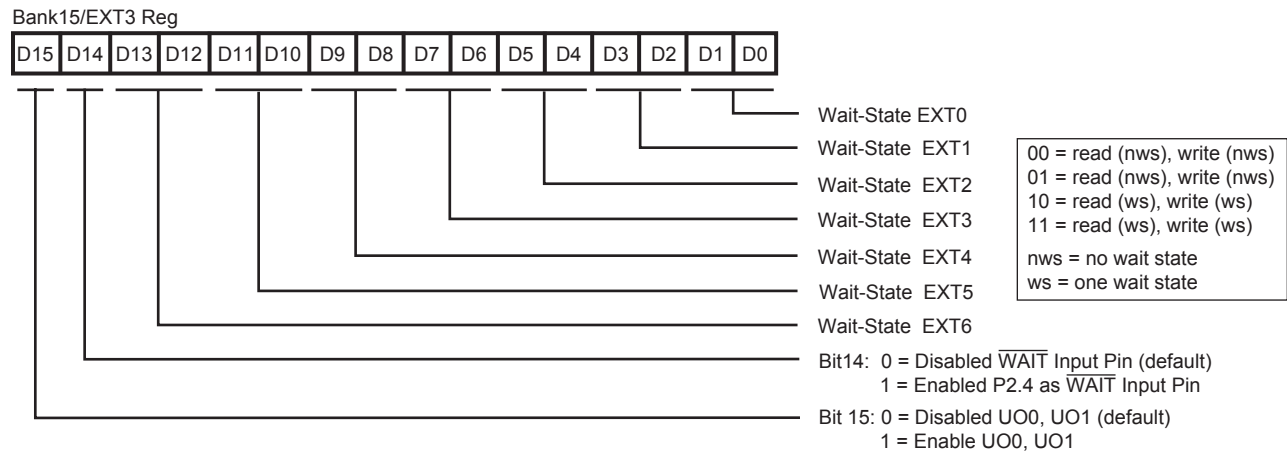 Bank15/EXT3 Reg
D15 D14 D13 D12 D11 D10 D9 D8 D7 D6 D5 D4 D3 D2 D1 D0
Wait-State EXT0
Wait-State EXT1
Wait-State EXT2
Wait-State EXT3
Wait-State EXT4
Wait-State EXT5
Wait-State EXT6
00 = read (nws), write (nws)
01 = read (nws), write (nws)
10 = read (ws), write (ws)
11 = read (ws), write (ws)
nws = no wait state
ws = one wait state
Bit14: 0 = Disabled WAIT Input Pin (default)
1 = Enabled P2.4 as WAIT Input Pin
Bit 15: 0 = Disabled UO0, UO1 (default)
1 = Enable UO0, UO1